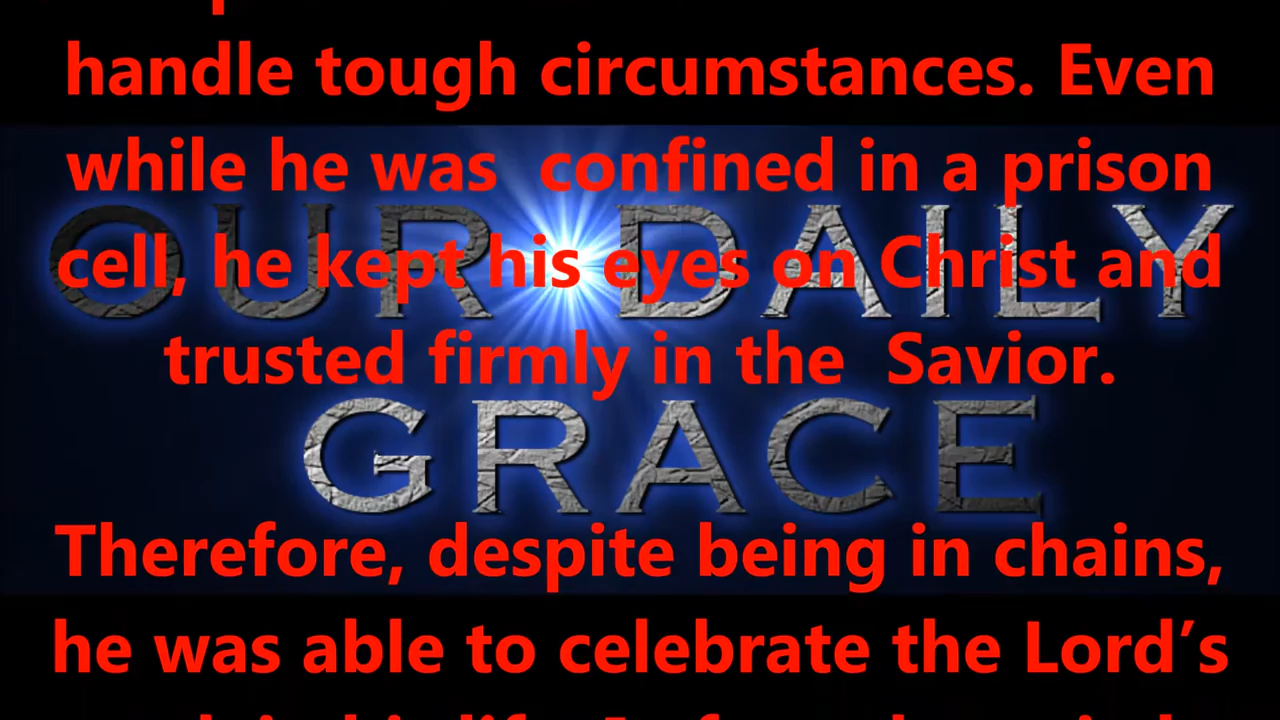 handle tough circumstances. Even
while he was confined in a prison
OUR DAILY
cell, he kept his eyes on Christ and
trusted firmly in the Savior.
GRACE
Therefore, despite being in chains,
he was able to celebrate the Lord’s